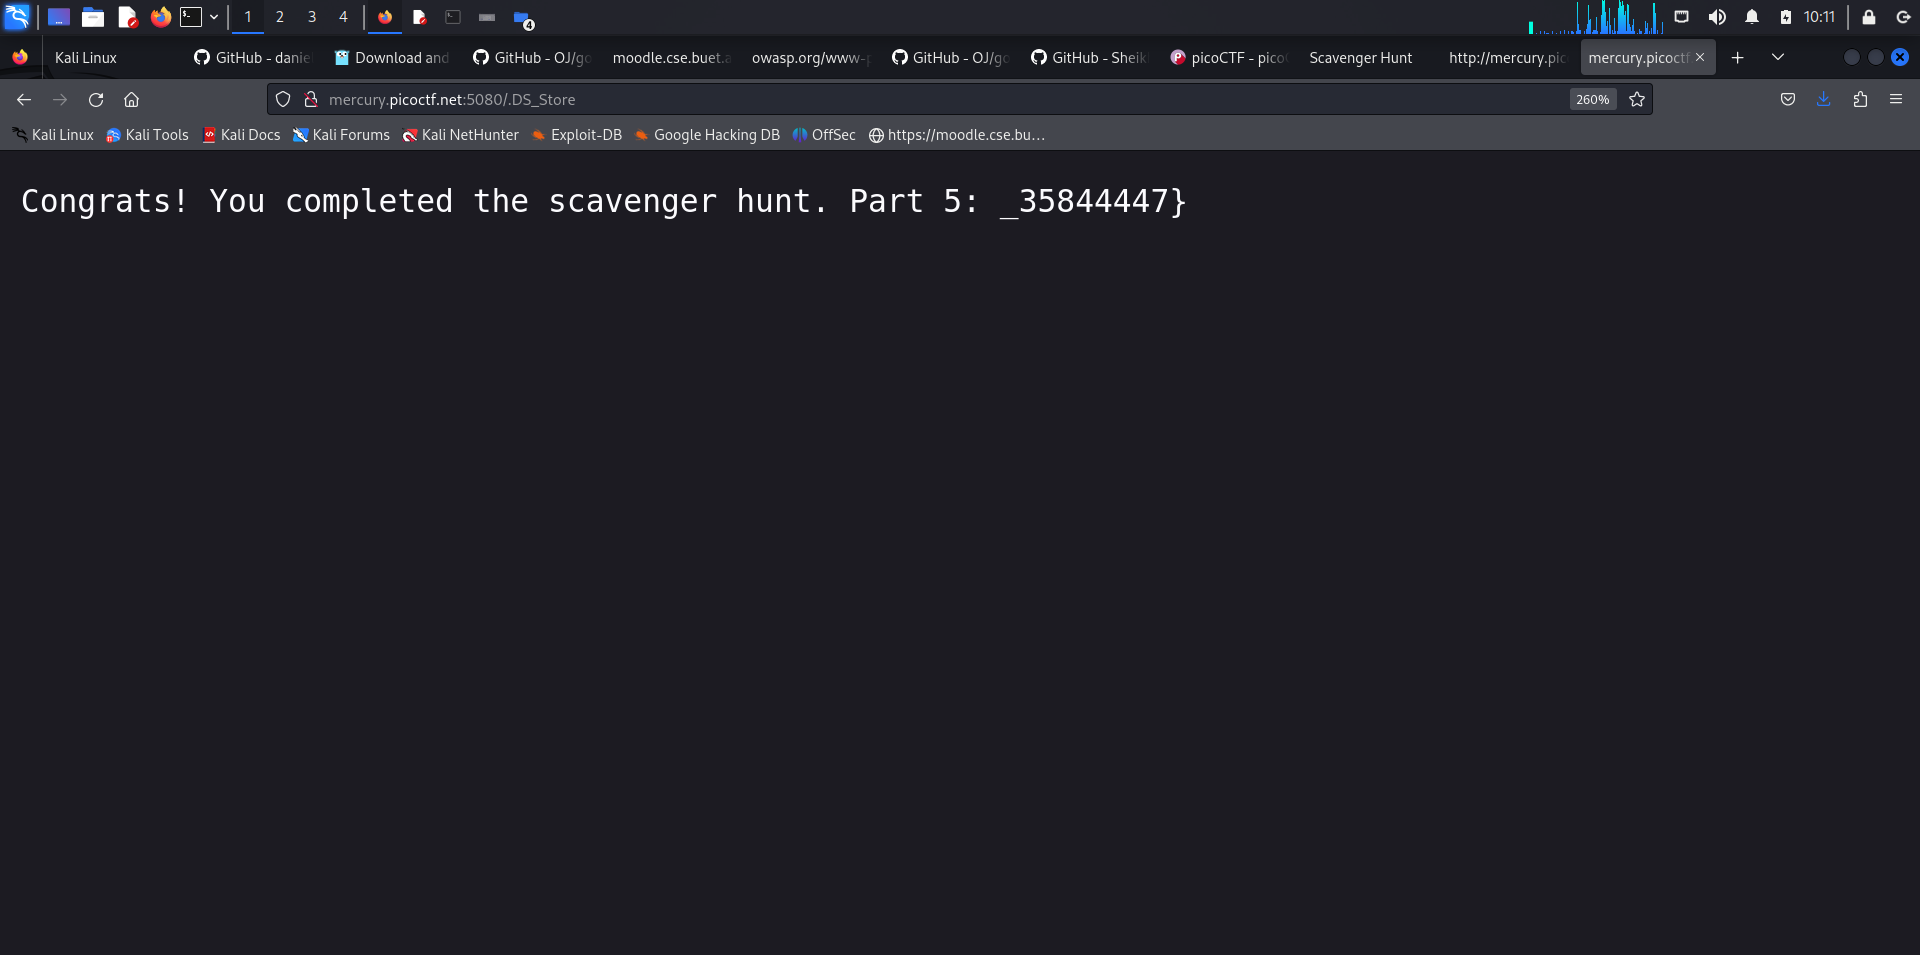 1 2 3 4 4 10:11
Kali Linux GitHub - danie Download and GitHub - OJ/go moodle.cse.buet.a owasp.org/www-p GitHub - OJ/go GitHub - Sheik picoCTF - pico Scavenger Hunt http://mercury.pic mercury.picoctf
mercury.picoctf.net:5080/.DS_Store 260%
Kali Linux Kali Tools Kali Docs Kali Forums Kali NetHunter Exploit-DB Google Hacking DB OffSec https://moodle.cse.bu…
Congrats! You completed the scavenger hunt. Part 5: _35844447}